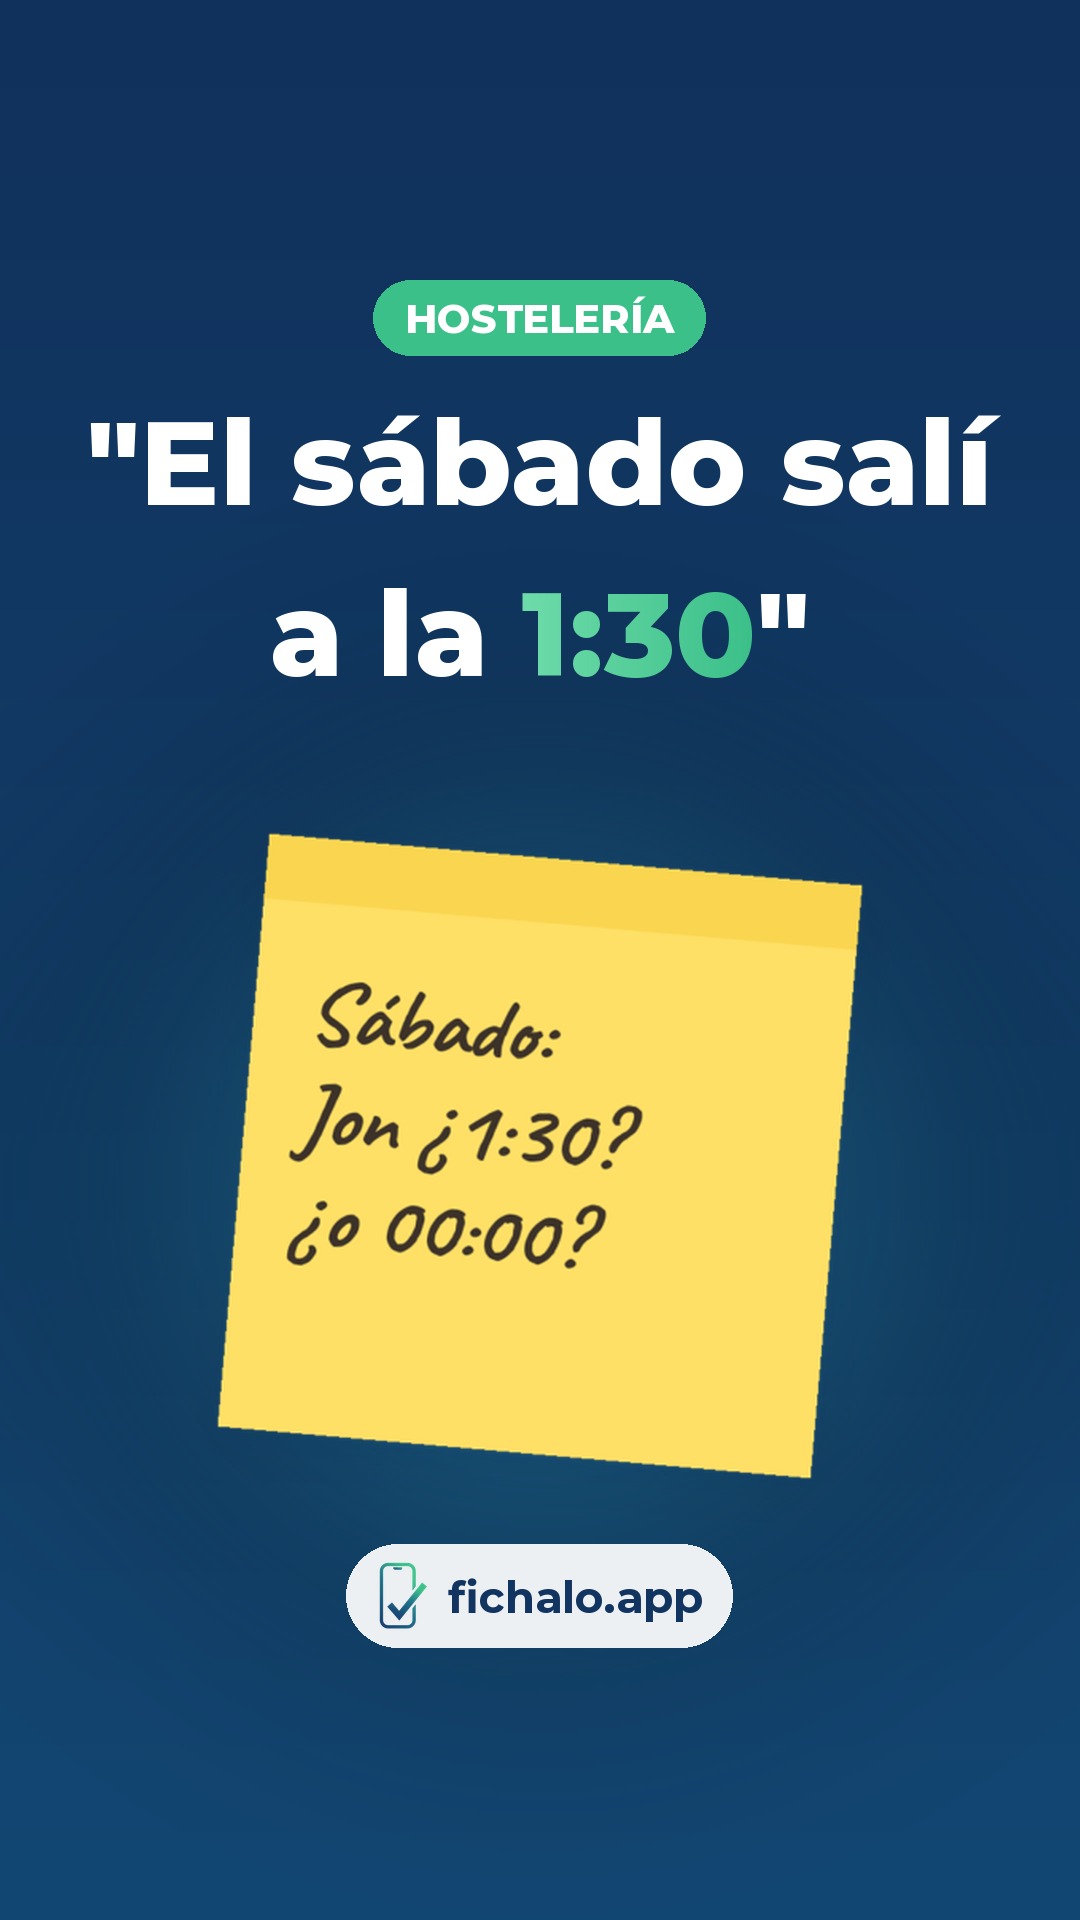 HOSTELERÍA
"El sábado salí
a la 1:30"
Sábado:
Jon ¿1:30?
¿o 00:00?
fichalo.app